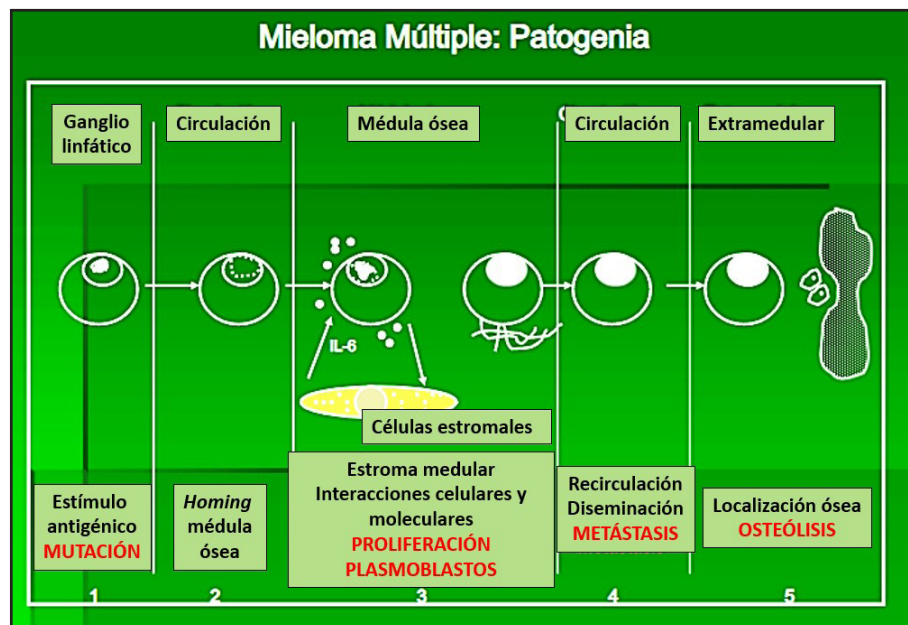 Mieloma Múltiple: Patogenia
Ganglio
linfático
Circulación
Médula ósea
Circulación
Extramedular
IL-6
Células estromales
Estímulo
antigénico
MUTACIÓN
Homing
médula
ósea
Estroma medular
Interacciones celulares y
moleculares
PROLIFERACIÓN
PLASMOBLASTOS
Recirculación
Diseminación
METÁSTASIS
Localización ósea
OSTEÓLISIS
1
2
3
4
5